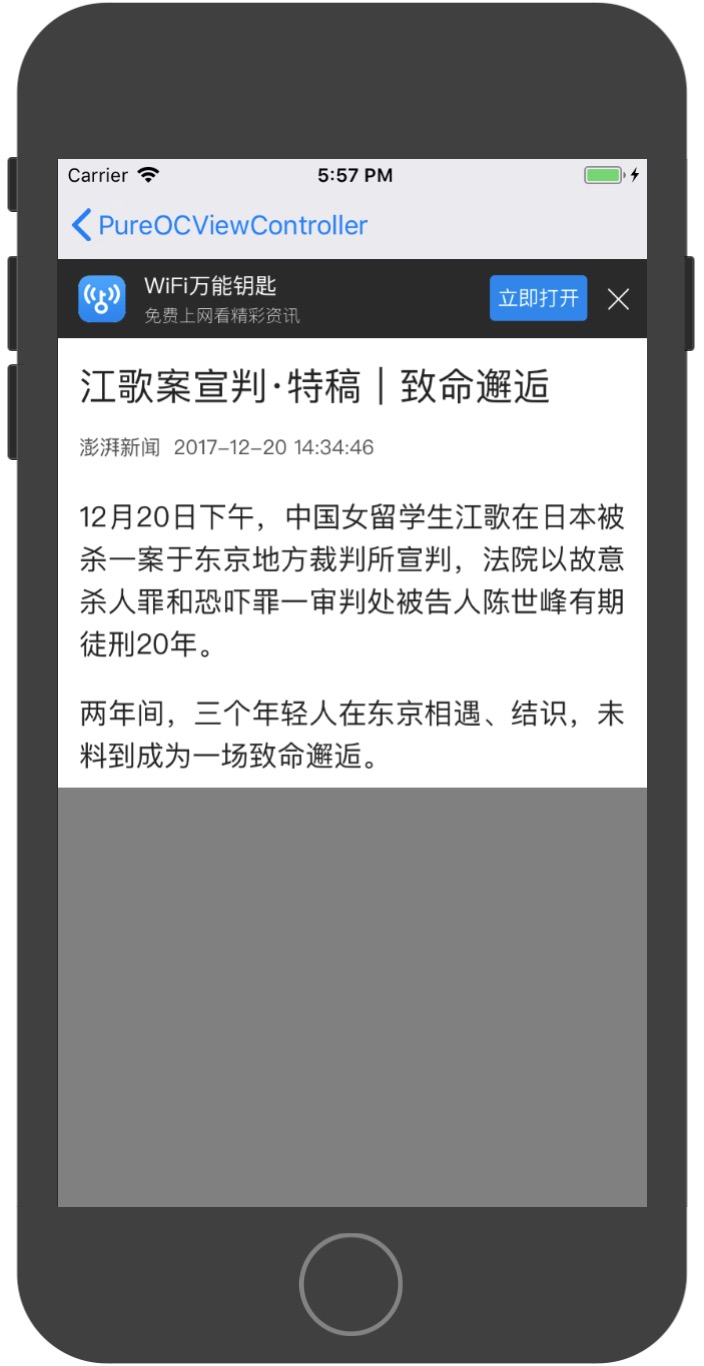 Carrier 5:57 PM
PureOCViewController
WiFi万能钥匙
免费上网看精彩资讯
立即打开
江歌案宣判·特稿｜致命邂逅
澎湃新闻 2017-12-20 14:34:46
12月20日下午，中国女留学生江歌在日本被
杀一案于东京地方裁判所宣判，法院以故意
杀人罪和恐吓罪一审判处被告人陈世峰有期
徒刑20年。
两年间，三个年轻人在东京相遇、结识，未
料到成为一场致命邂逅。